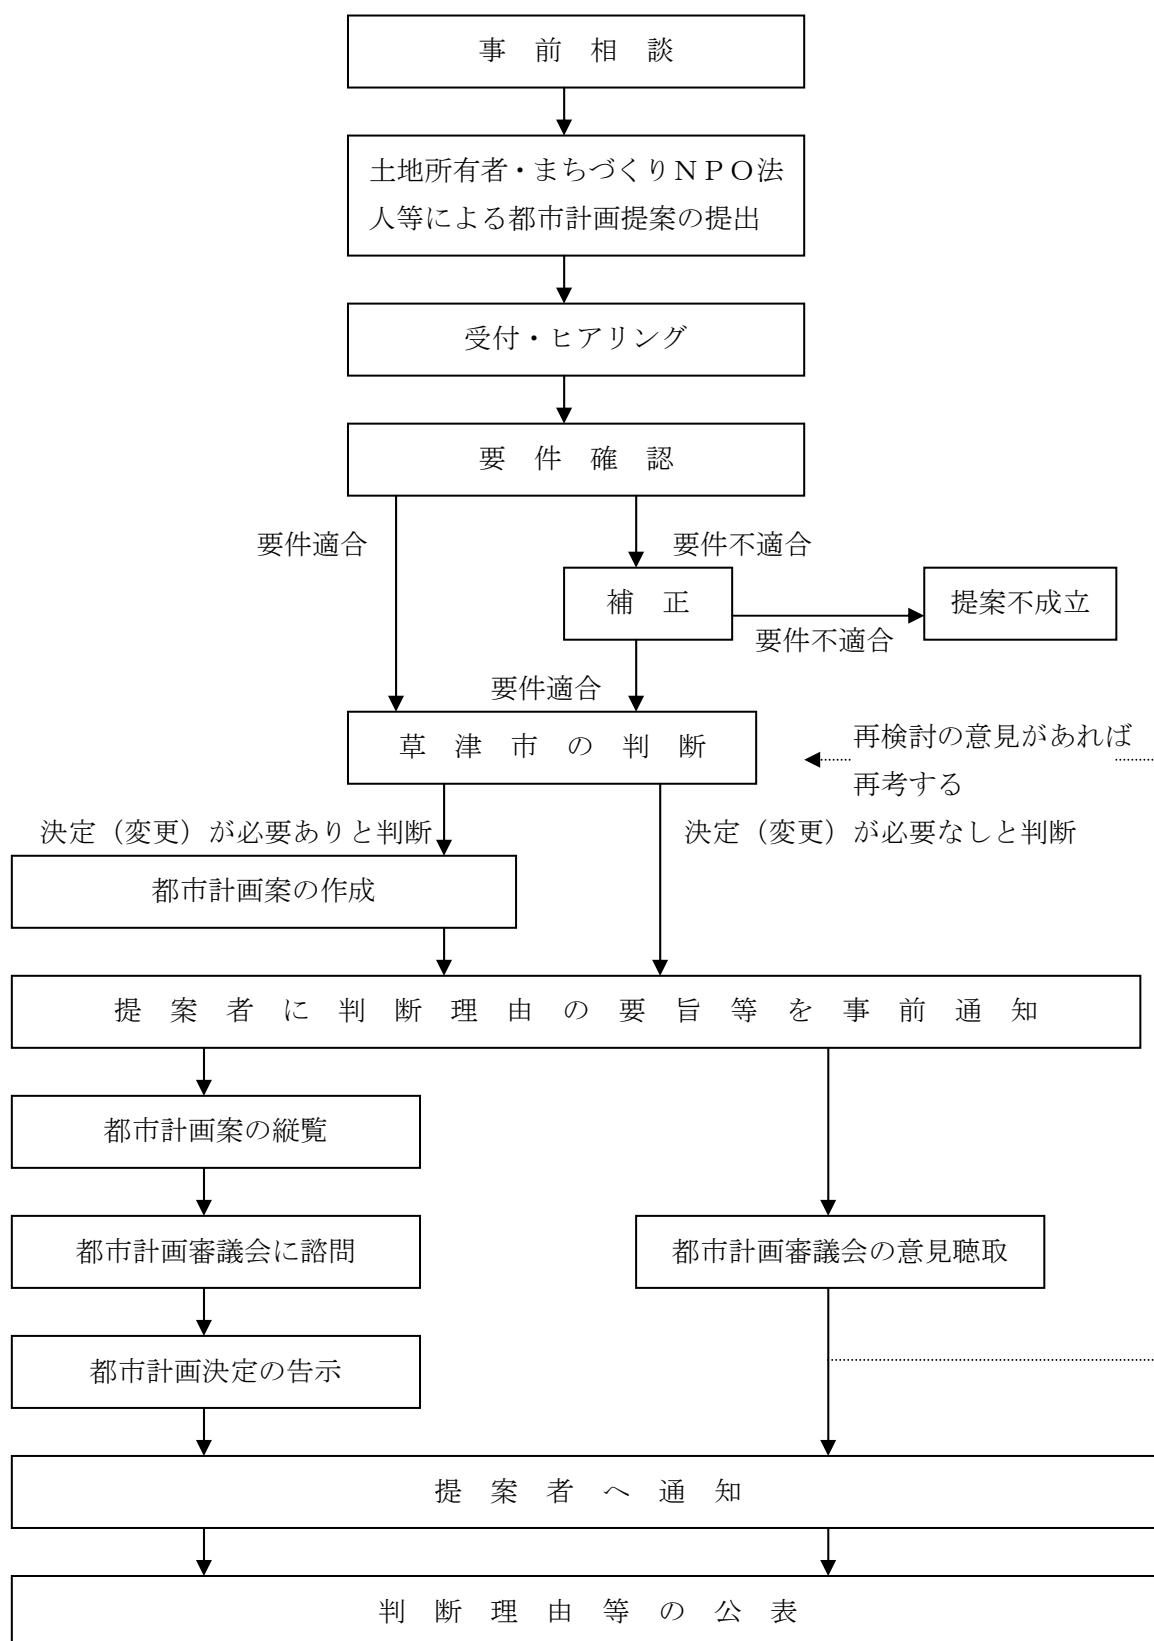 事前相談
土地所有者・まちづくりＮＰＯ法
人等による都市計画提案の提出
受付・ヒアリング
要件確認
要件適合
要件不適合
補正
提案不成立
要件不適合
要件適合
草津市の判断
再検討の意見があれば
再考する
決定（変更）が必要ありと判断
決定（変更）が必要なしと判断
都市計画案の作成
提案者に判断理由の要旨等を事前通知
都市計画案の縦覧
都市計画審議会に諮問
都市計画審議会の意見聴取
都市計画決定の告示
提案者へ通知
判断理由等の公表